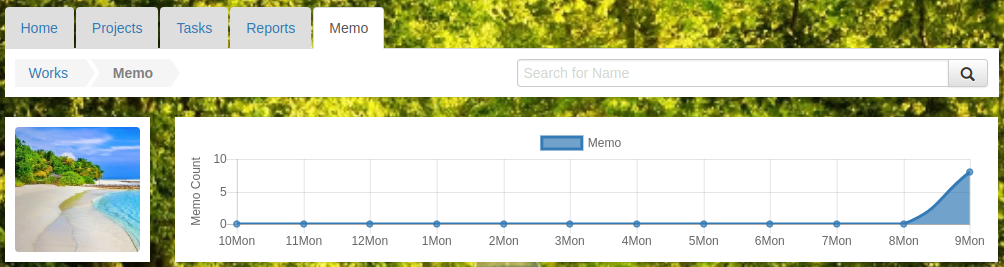 Home Projects Tasks Reports Memo
Works Memo Search for Name
Memo
Memo Count
10
5
0
10Mon 11Mon 12Mon 1Mon 2Mon 3Mon 4Mon 5Mon 6Mon 7Mon 8Mon 9Mon